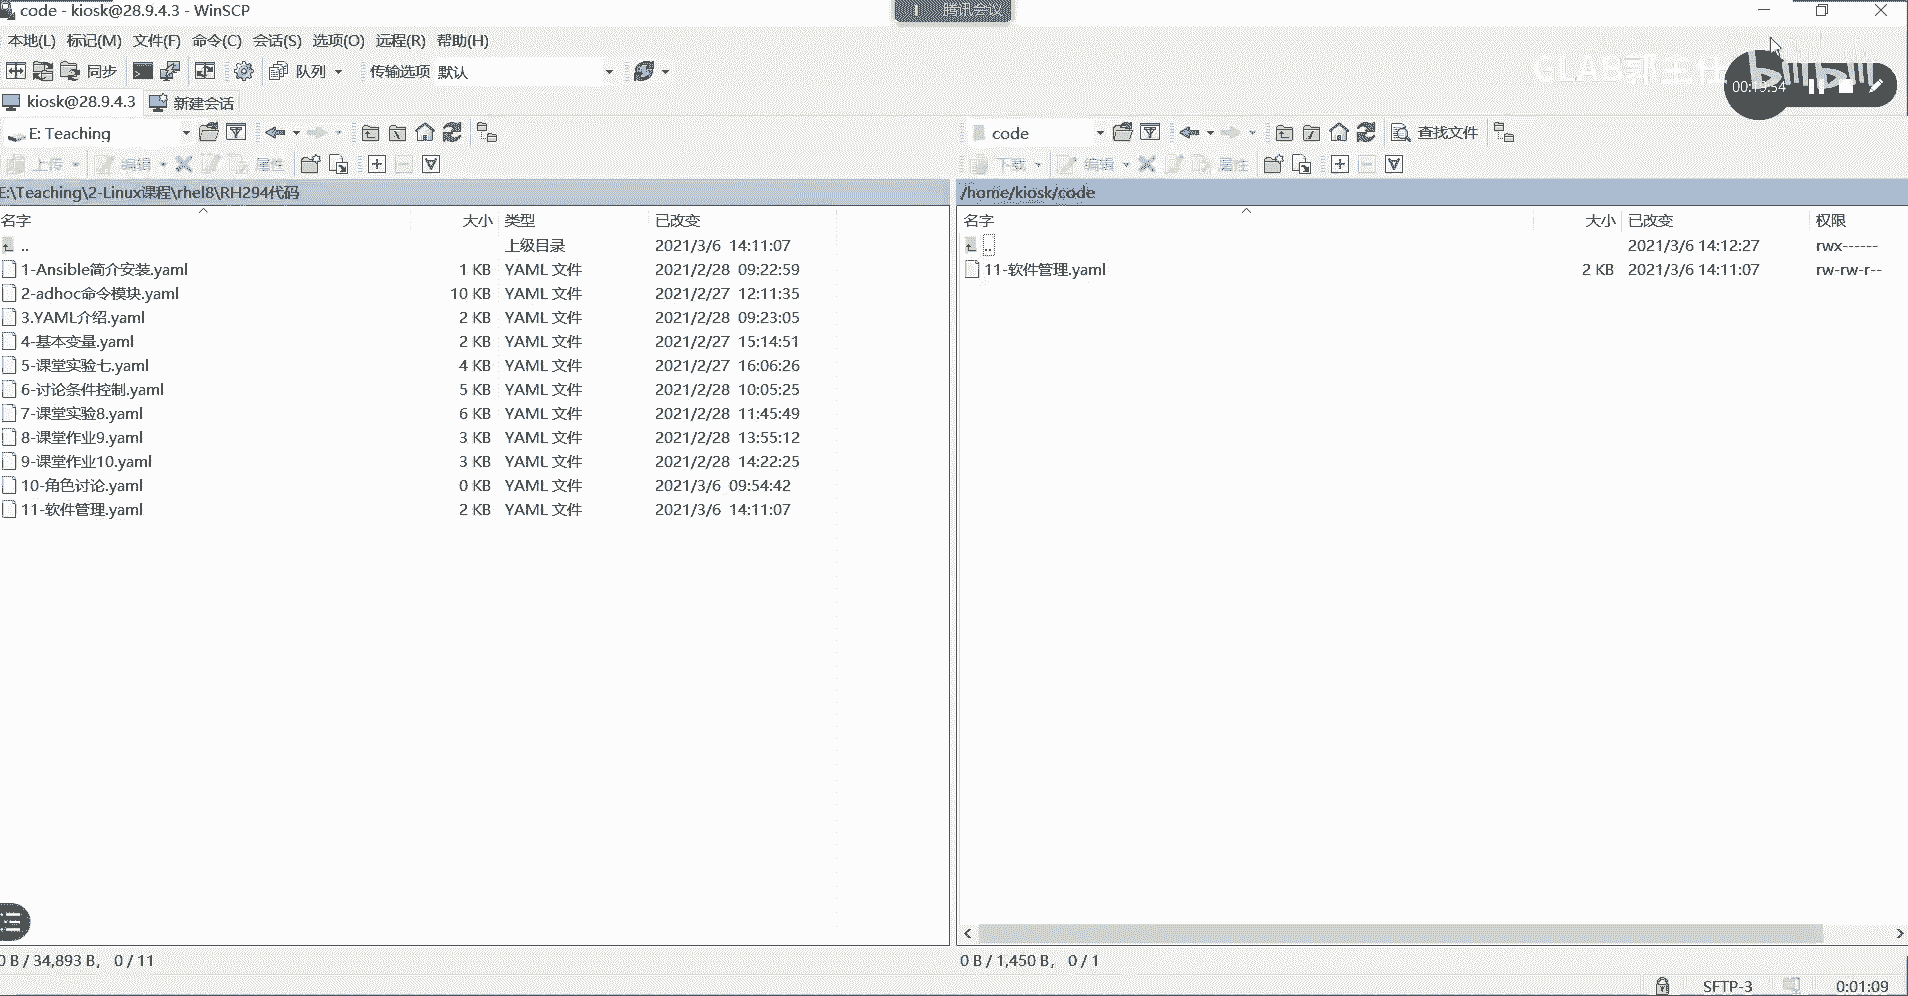 code - kiosk@28.9.4.3 - WinSCP
腾讯会议
本地(L) 标记(M) 文件(F) 命令(C) 会话(S) 选项(O) 远程(R) 帮助(H)
同步 队列 传输选项 默认
GLAB郭主任 bilibili
kiosk@28.9.4.3 新建会话
E: Teaching
code 查找文件
上传 编辑 属性
下载 编辑 属性
E:\Teaching\2-Linux课程\rhel8\RH294代码
名字 大小 类型 已改变
.. 上级目录 2021/3/6 14:11:07
1-Ansible简介安装.yaml 1 KB YAML 文件 2021/2/28 09:22:59
2-adhoc命令模块.yaml 10 KB YAML 文件 2021/2/27 12:11:35
3.YAML介绍.yaml 2 KB YAML 文件 2021/2/28 09:23:05
4-基本变量.yaml 2 KB YAML 文件 2021/2/27 15:14:51
5-课堂实验七.yaml 4 KB YAML 文件 2021/2/27 16:06:26
6-讨论条件控制.yaml 5 KB YAML 文件 2021/2/28 10:05:25
7-课堂实验8.yaml 6 KB YAML 文件 2021/2/28 11:45:49
8-课堂作业9.yaml 3 KB YAML 文件 2021/2/28 13:55:12
9-课堂作业10.yaml 3 KB YAML 文件 2021/2/28 14:22:25
10-角色讨论.yaml 0 KB YAML 文件 2021/3/6 09:54:42
11-软件管理.yaml 2 KB YAML 文件 2021/3/6 14:11:07
/home/kiosk/code
名字 大小 已改变 权限
.. 2021/3/6 14:12:27 rwx------
11-软件管理.yaml 2 KB 2021/3/6 14:11:07 rw-rw-r--
0 B / 34,893 B, 0 / 11
0 B / 1,450 B, 0 / 1
SFTP-3 0:01:09